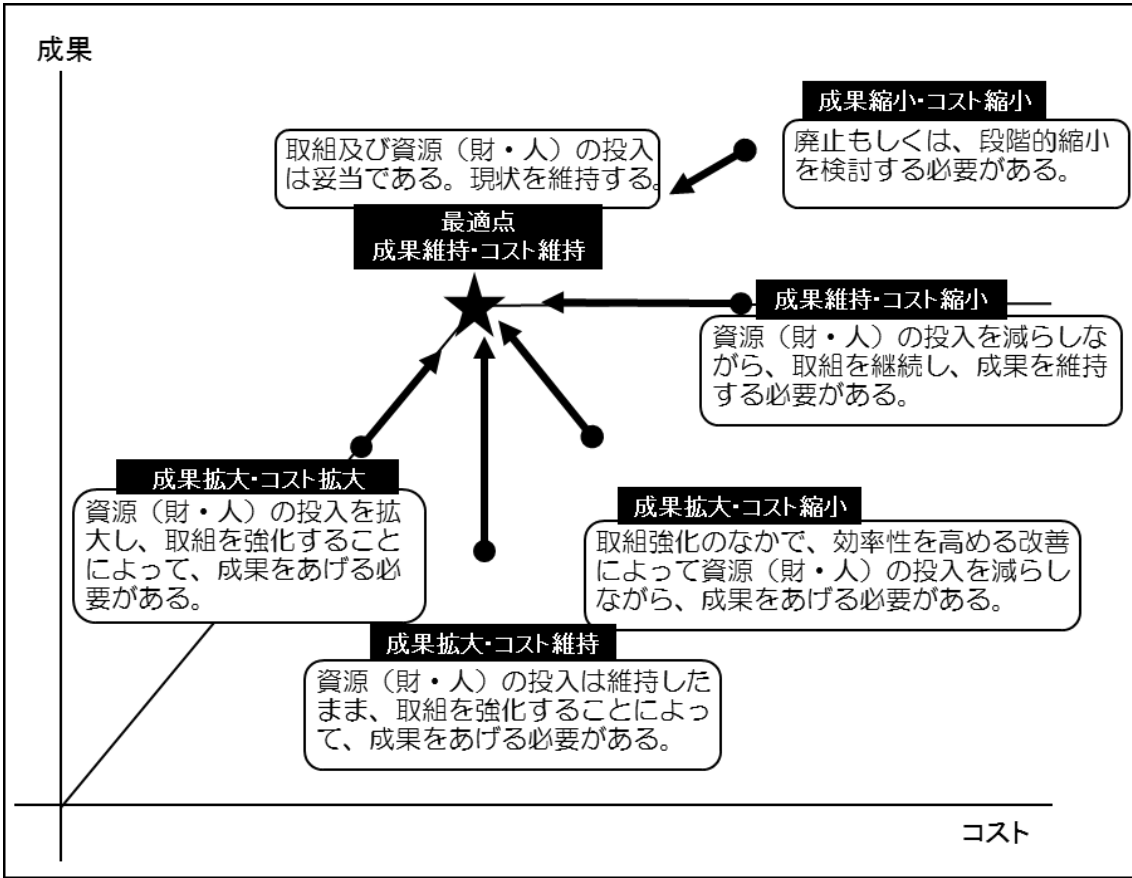 成果
成果縮小・コスト縮小
廃止もしくは、段階的縮小
を検討する必要がある。
取組及び資源（財・人）の投入
は妥当である。現状を維持する。
最適点
成果維持・コスト維持
成果維持・コスト縮小
資源（財・人）の投入を減らしな
がら、取組を継続し、成果を維持
する必要がある。
成果拡大・コスト拡大
資源（財・人）の投入を拡
大し、取組を強化すること
によって、成果をあげる必
要がある。
成果拡大・コスト縮小
取組強化のなかで、効率性を高める改善
によって資源（財・人）の投入を減らし
ながら、成果をあげる必要がある。
成果拡大・コスト維持
資源（財・人）の投入は維持した
まま、取組を強化することによっ
て、成果をあげる必要がある。
コスト